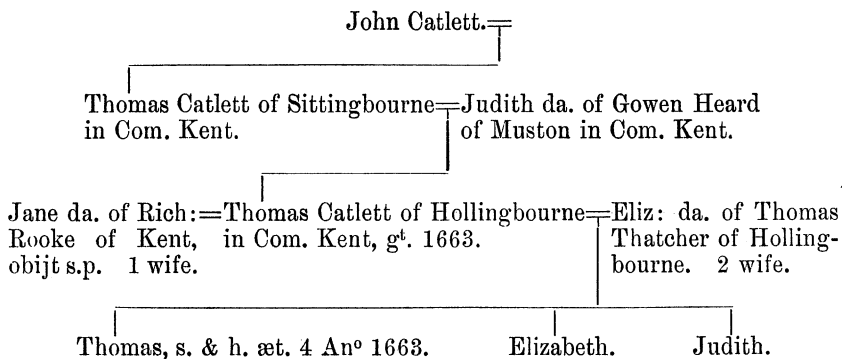 John Catlett.
Thomas Catlett of Sittingbourne=Judith da. of Gowen Heard
in Com. Kent. of Muston in Com. Kent.
Jane da. of Rich:=Thomas Catlett of Hollingbourne=Eliz: da. of Thomas
Rooke of Kent, in Com. Kent, gᵗ. 1663. Thatcher of Holling-
obijt s.p. 1 wife. bourne. 2 wife.
Thomas, s. & h. æt. 4 Anº 1663. Elizabeth. Judith.